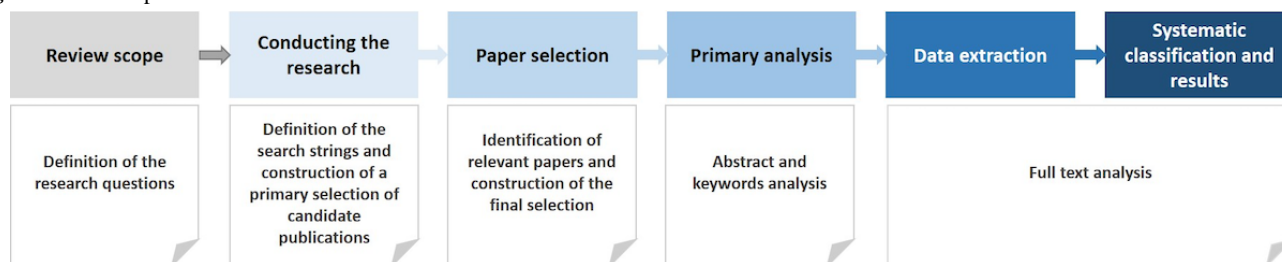 Review scope
Conducting the
research
Paper selection
Primary analysis
Data extraction
Systematic
classification and
results
Definition of the
research questions
Definition of the
search strings and
construction of a
primary selection of
candidate
publications
Identification of
relevant papers and
construction of the
final selection
Abstract and
keywords analysis
Full text analysis